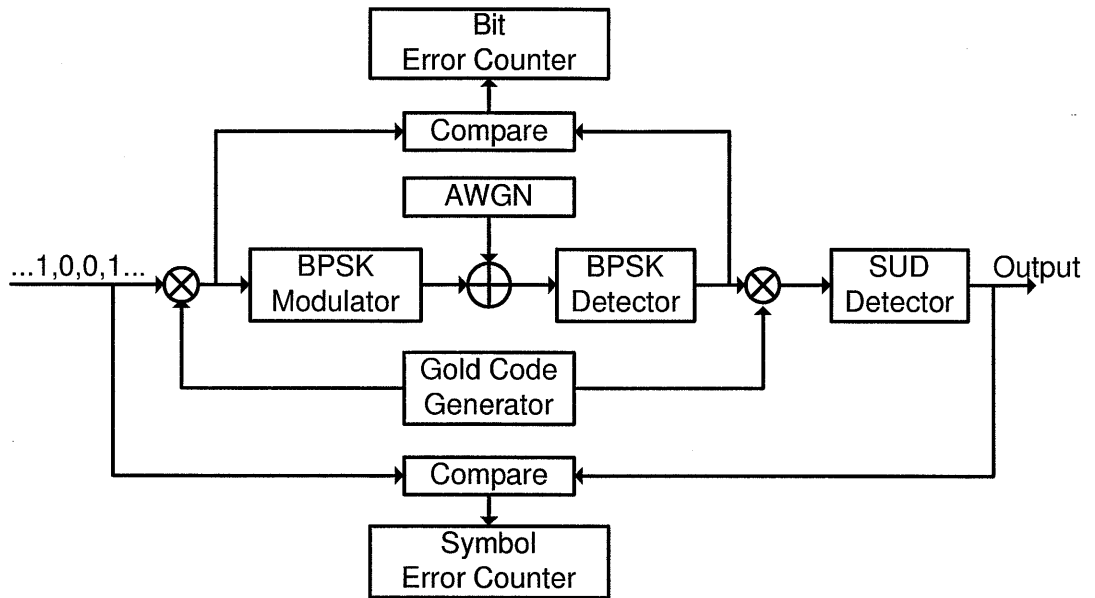 Bit
Error Counter
Compare
AWGN
...1,0,0,1...
BPSK
Modulator
BPSK
Detector
SUD
Detector
Output
Gold Code
Generator
Compare
Symbol
Error Counter